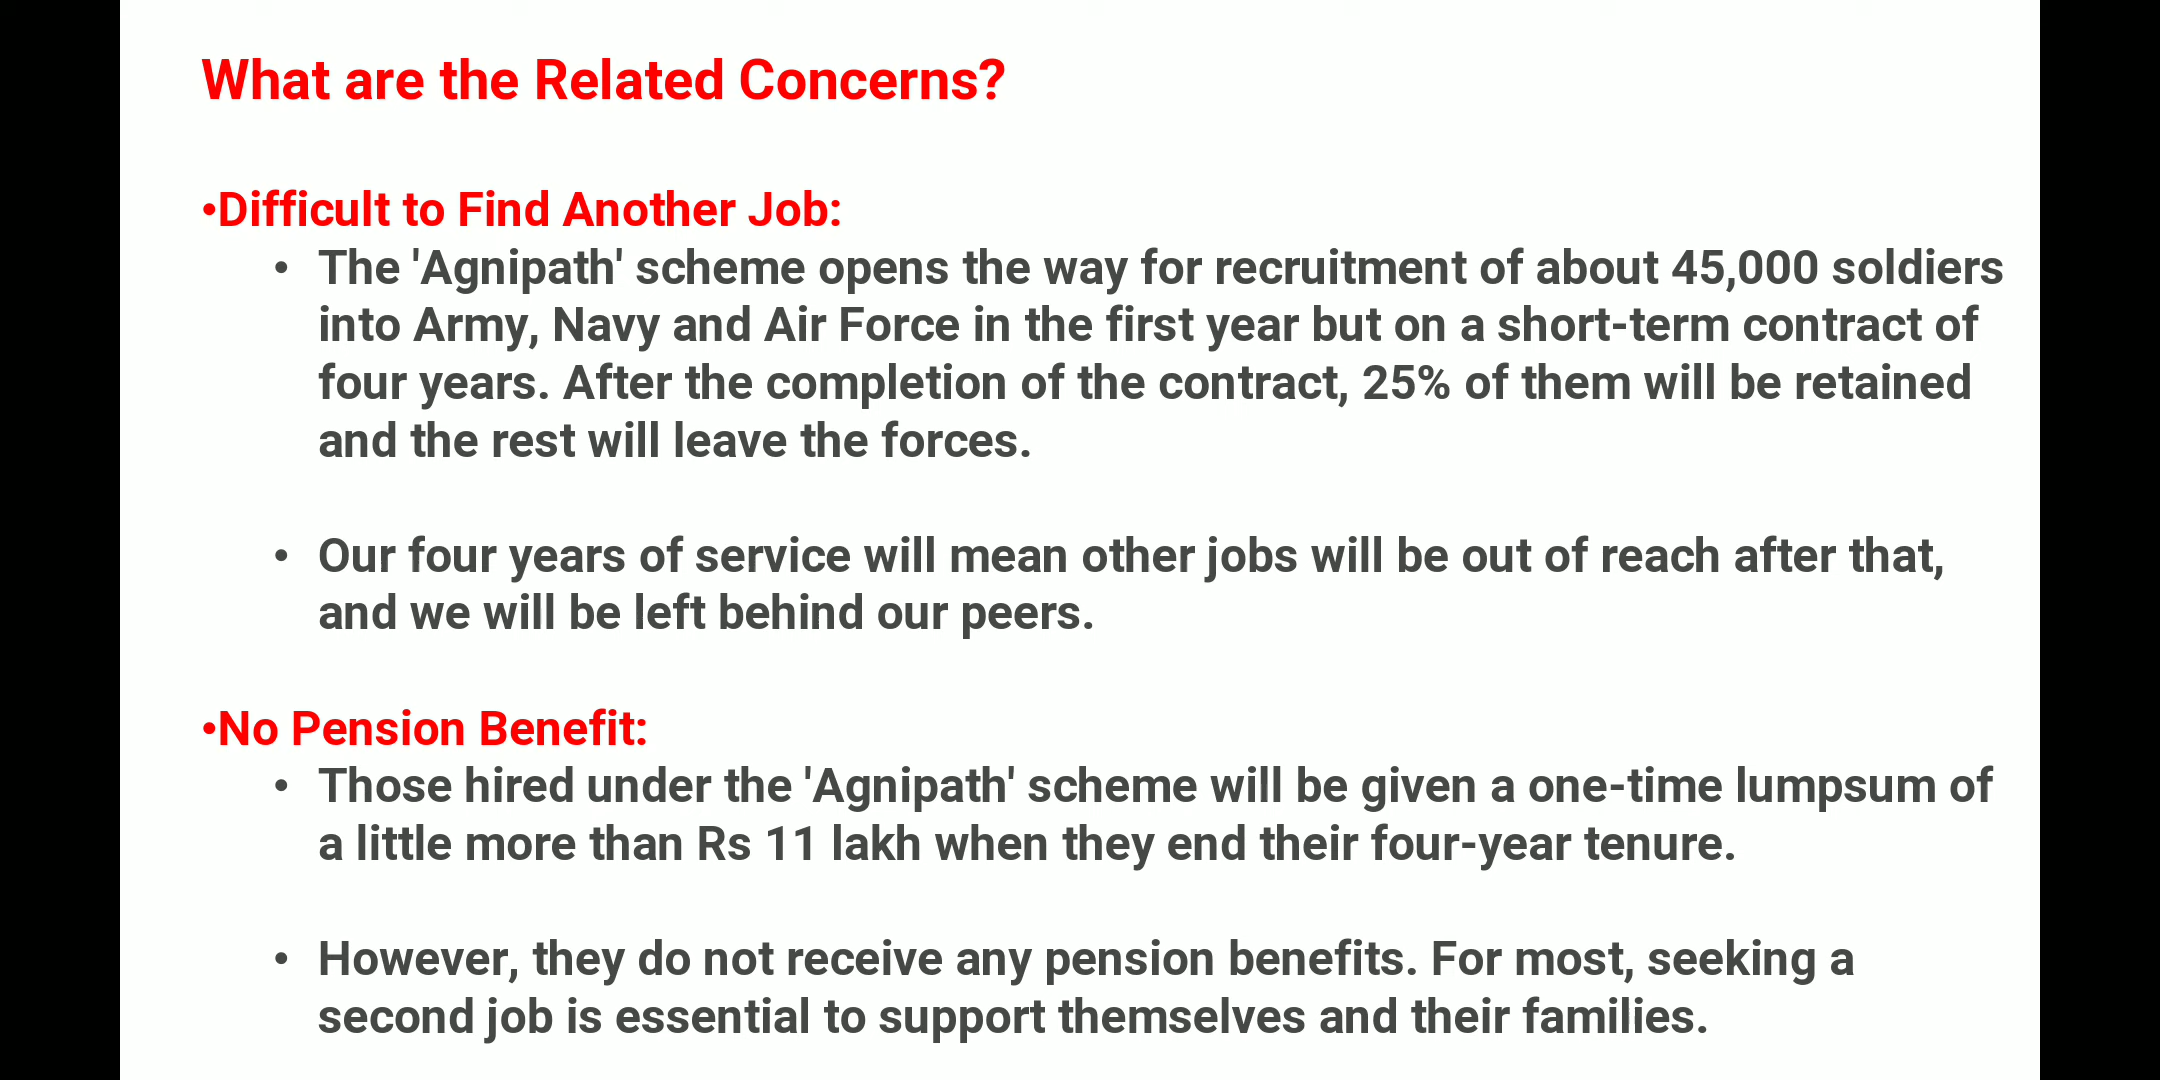 What are the Related Concerns?
•Difficult to Find Another Job:
• The 'Agnipath' scheme opens the way for recruitment of about 45,000 soldiers
into Army, Navy and Air Force in the first year but on a short-term contract of
four years. After the completion of the contract, 25% of them will be retained
and the rest will leave the forces.
• Our four years of service will mean other jobs will be out of reach after that,
and we will be left behind our peers.
•No Pension Benefit:
• Those hired under the 'Agnipath' scheme will be given a one-time lumpsum of
a little more than Rs 11 lakh when they end their four-year tenure.
• However, they do not receive any pension benefits. For most, seeking a
second job is essential to support themselves and their families.